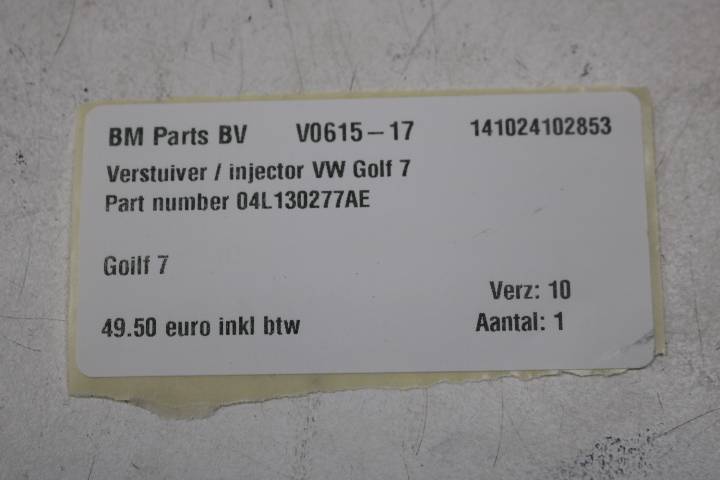 BM Parts BV V0615-17 141024102853
Verstuiver / injector VW Golf 7
Part number 04L130277AE
Goilf 7
Verz: 10
49.50 euro inkl btw Aantal: 1